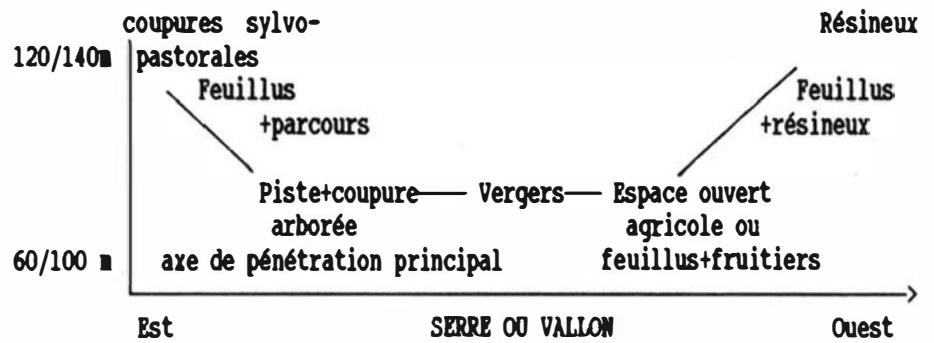 coupures sylvo- Résineux
120/140m pastorales
Feuillus Feuillus
+parcours +résineux
Piste+coupure Vergers Espace ouvert
arborée agricole ou
60/100 m axe de pénétration principal feuillus+fruitiers
Est SERRE OU VALLON Ouest